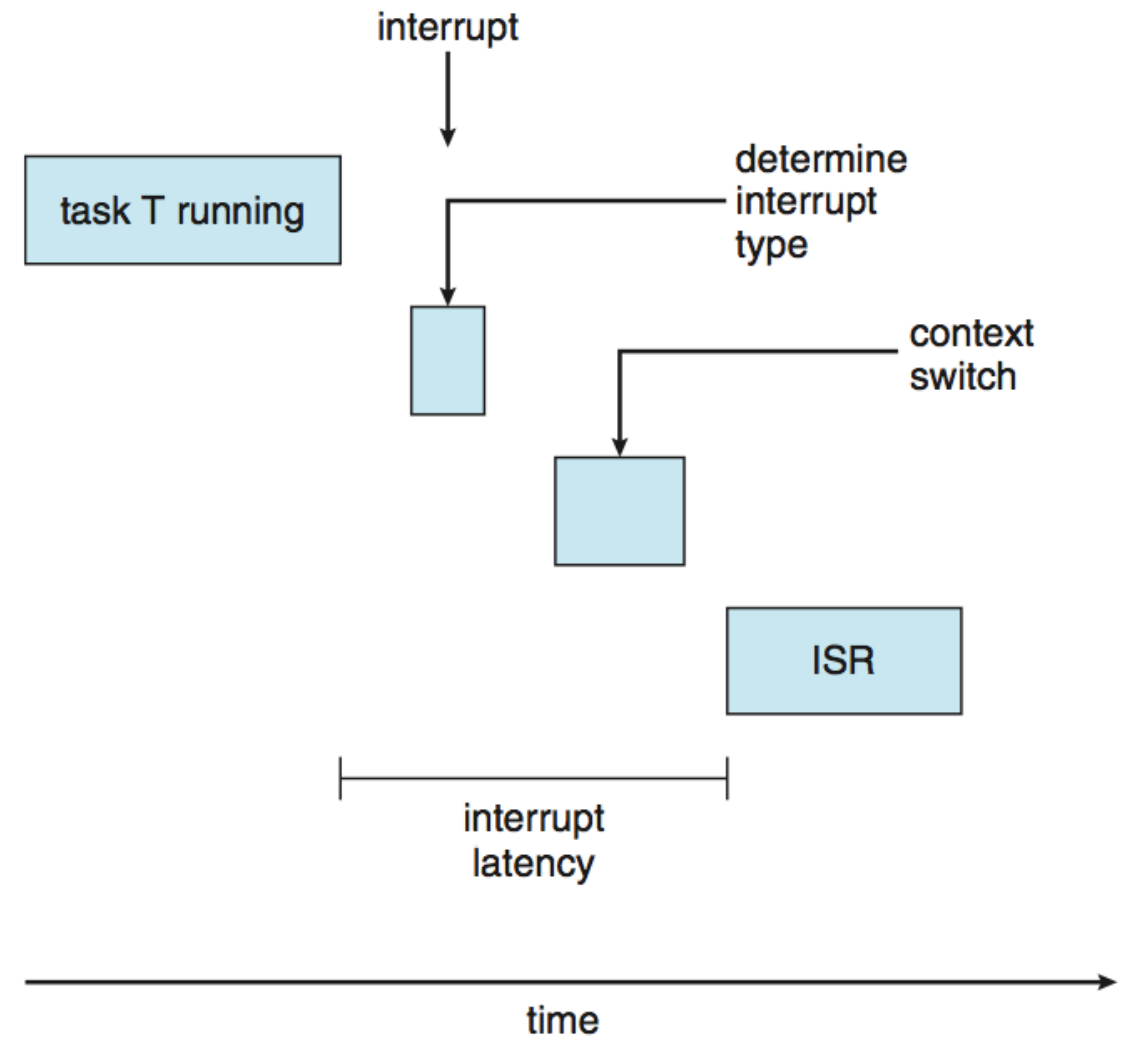 interrupt
task T running
determine
interrupt
type
context
switch
ISR
interrupt
latency
time